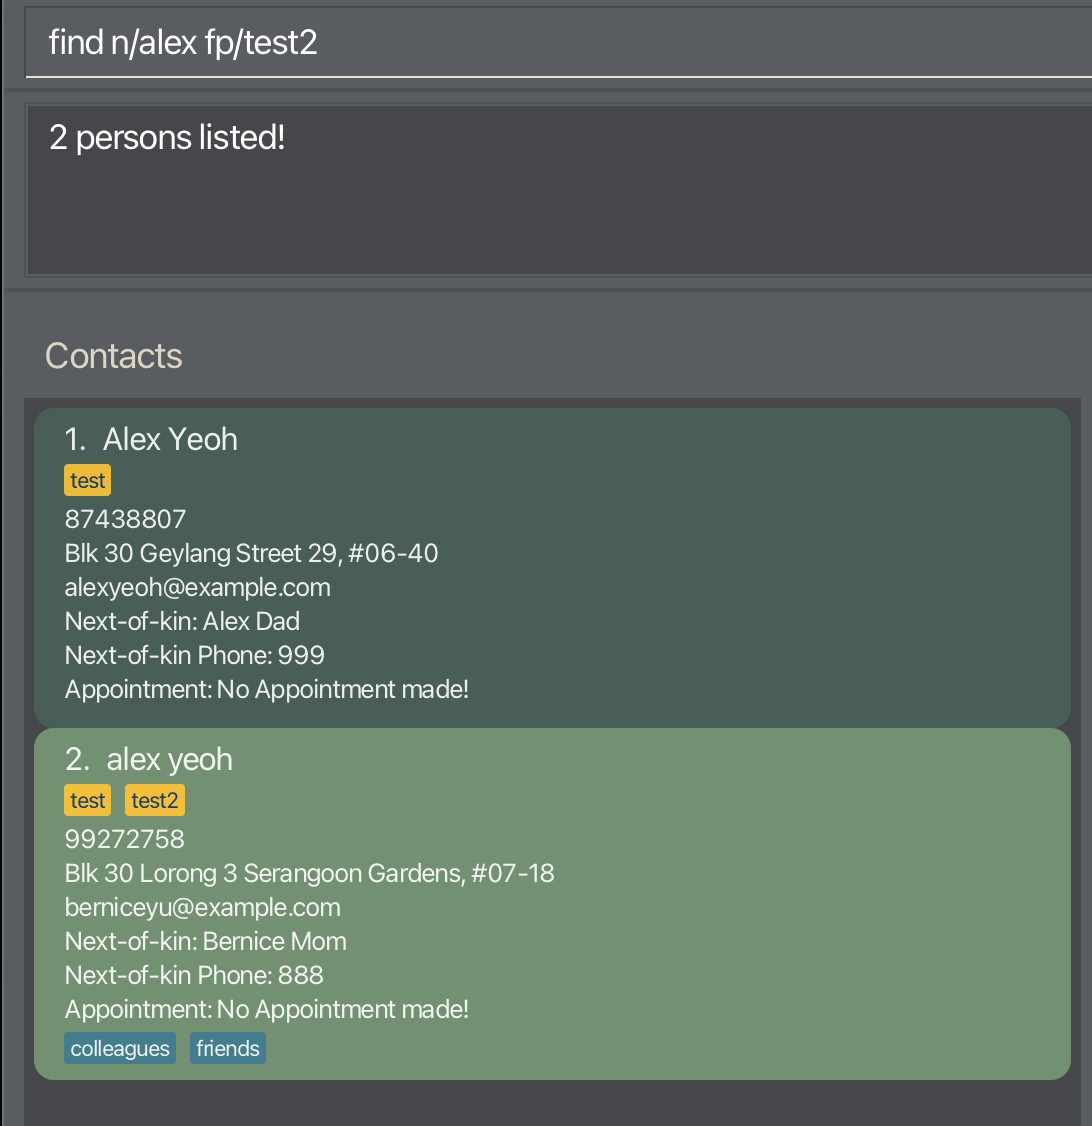 find n/alex fp/test2
2 persons listed!
Contacts
1. Alex Yeoh
test
87438807
Blk 30 Geylang Street 29, #06-40
alexyeoh@example.com
Next-of-kin: Alex Dad
Next-of-kin Phone: 999
Appointment: No Appointment made!
2. alex yeoh
test test2
99272758
Blk 30 Lorong 3 Serangoon Gardens, #07-18
berniceyu@example.com
Next-of-kin: Bernice Mom
Next-of-kin Phone: 888
Appointment: No Appointment made!
colleagues friends